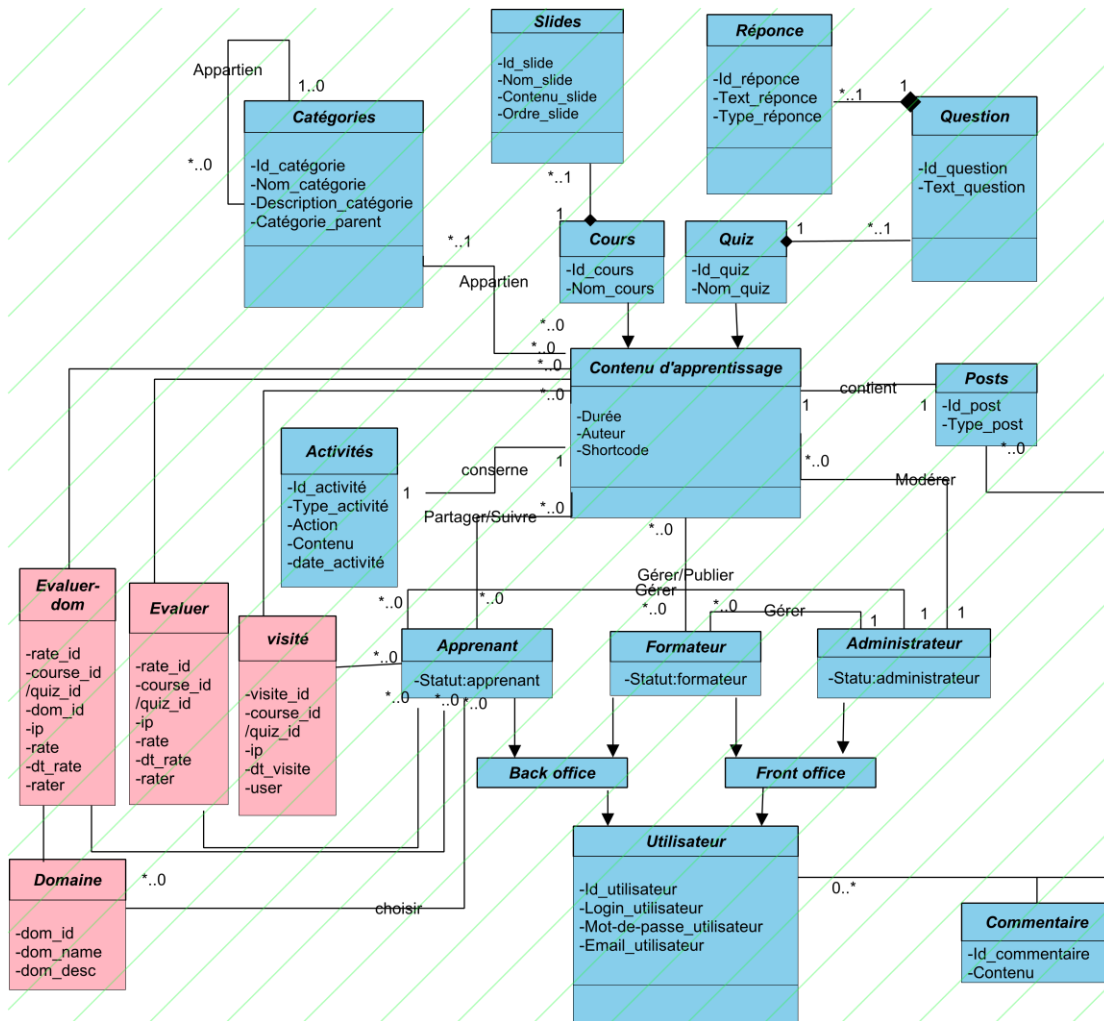 Slides
-Id_slide
-Nom_slide
-Contenu_slide
-Ordre_slide
*..1
1
Réponce
-Id_réponce
-Text_réponce
-Type_réponce
*..1
1
Question
-Id_question
-Text_question
*..1
1
Appartien
1..0
*..0
Catégories
-Id_catégorie
-Nom_catégorie
-Description_catégorie
-Catégorie_parent
*..1
Appartien
Cours
-Id_cours
-Nom_cours
Quiz
-Id_quiz
-Nom_quiz
*..0
*..0
*..0
*..0
Contenu d'apprentissage
-Durée
-Auteur
-Shortcode
contient
1
1
Posts
-Id_post
-Type_post
*..0
*..0
Modérer
Activités
-Id_activité
-Type_activité
-Action
-Contenu
-date_activité
conserne
1
1
Partager/Suivre
*..0
*..0
Gérer/Publier
Gérer
*..0
*..0
*..0
*..0
Gérer
1
1
1
Evaluer-
dom
-rate_id
-course_id
/quiz_id
-dom_id
-ip
-rate
-dt_rate
-rater
Evaluer
-rate_id
-course_id
/quiz_id
-ip
-rate
-dt_rate
-rater
visité
-visite_id
-course_id
/quiz_id
-ip
-dt_visite
-user
*..0
Apprenant
-Statut:apprenant
*..0
*..0
*..0
Formateur
-Statut:formateur
Administrateur
-Statu:administrateur
Back office
Front office
Domaine
-dom_id
-dom_name
-dom_desc
*..0
choisir
Utilisateur
-Id_utilisateur
-Login_utilisateur
-Mot-de-passe_utilisateur
-Email_utilisateur
0..*
Commentaire
-Id_commentaire
-Contenu